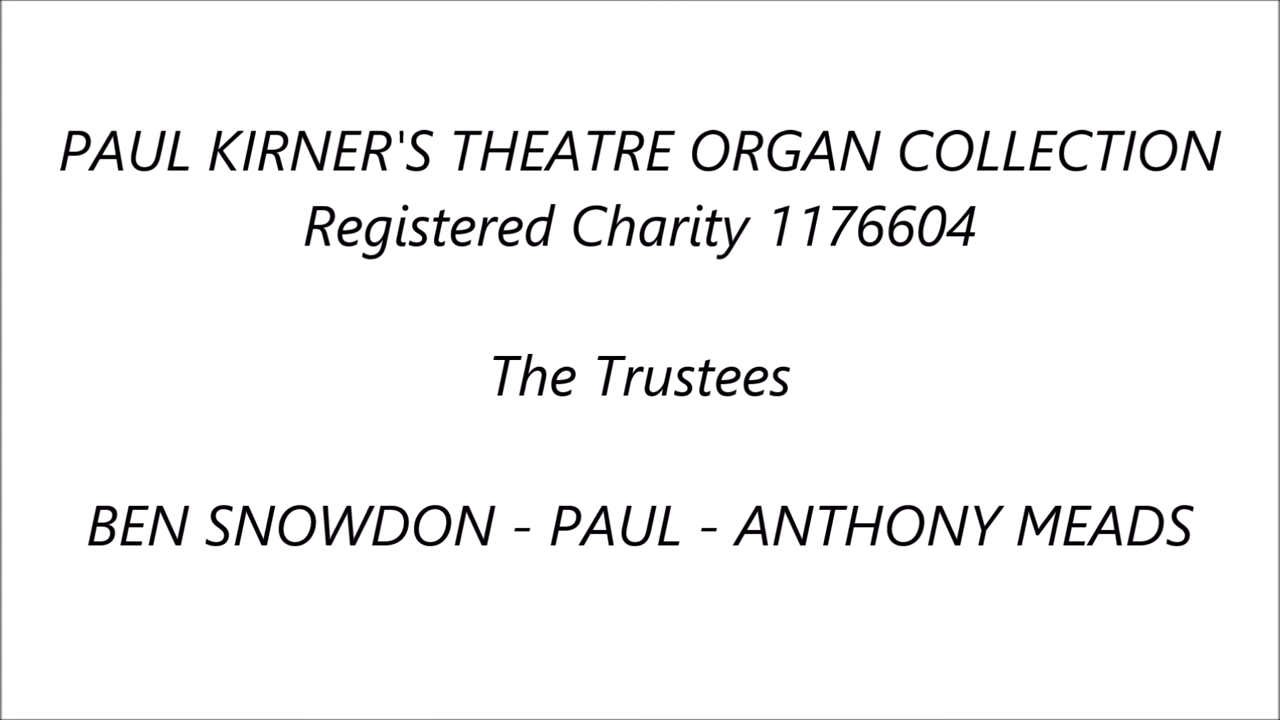 PAUL KIRNER'S THEATRE ORGAN COLLECTION
Registered Charity 1176604
The Trustees
BEN SNOWDON - PAUL - ANTHONY MEADS